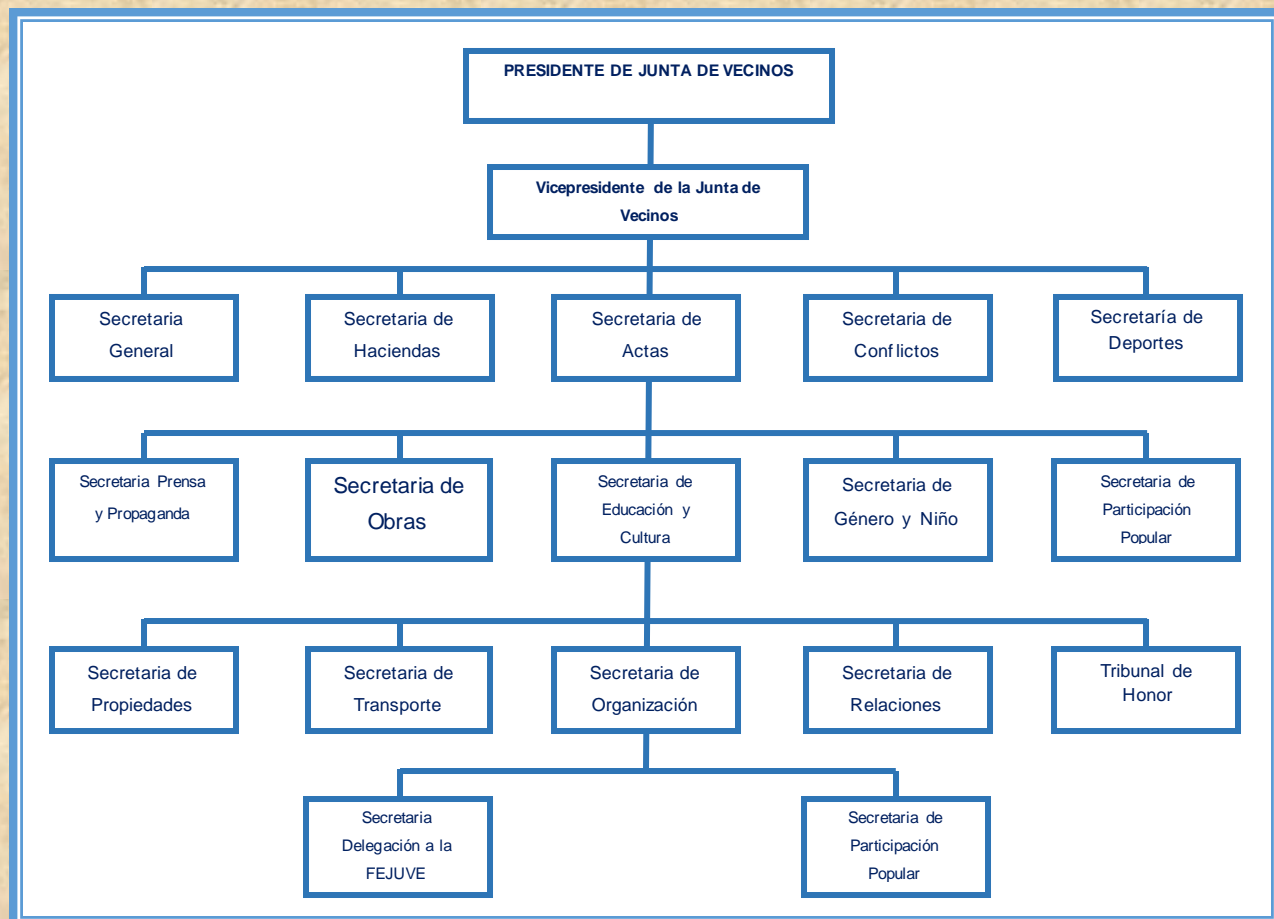 PRESIDENTE DE JUNTA DE VECINOS
Vicepresidente de la Junta de
Vecinos
Secretaria
General
Secretaria de
Haciendas
Secretaria de
Actas
Secretaria de
Conflictos
Secretaría de
Deportes
Secretaria Prensa
y Propaganda
Secretaria de
Obras
Secretaria de
Educación y
Cultura
Secretaria de
Género y Niño
Secretaria de
Participación
Popular
Secretaria de
Propiedades
Secretaria de
Transporte
Secretaria de
Organización
Secretaria de
Relaciones
Tribunal de
Honor
Secretaria
Delegación a la
FEJUVE
Secretaria de
Participación
Popular